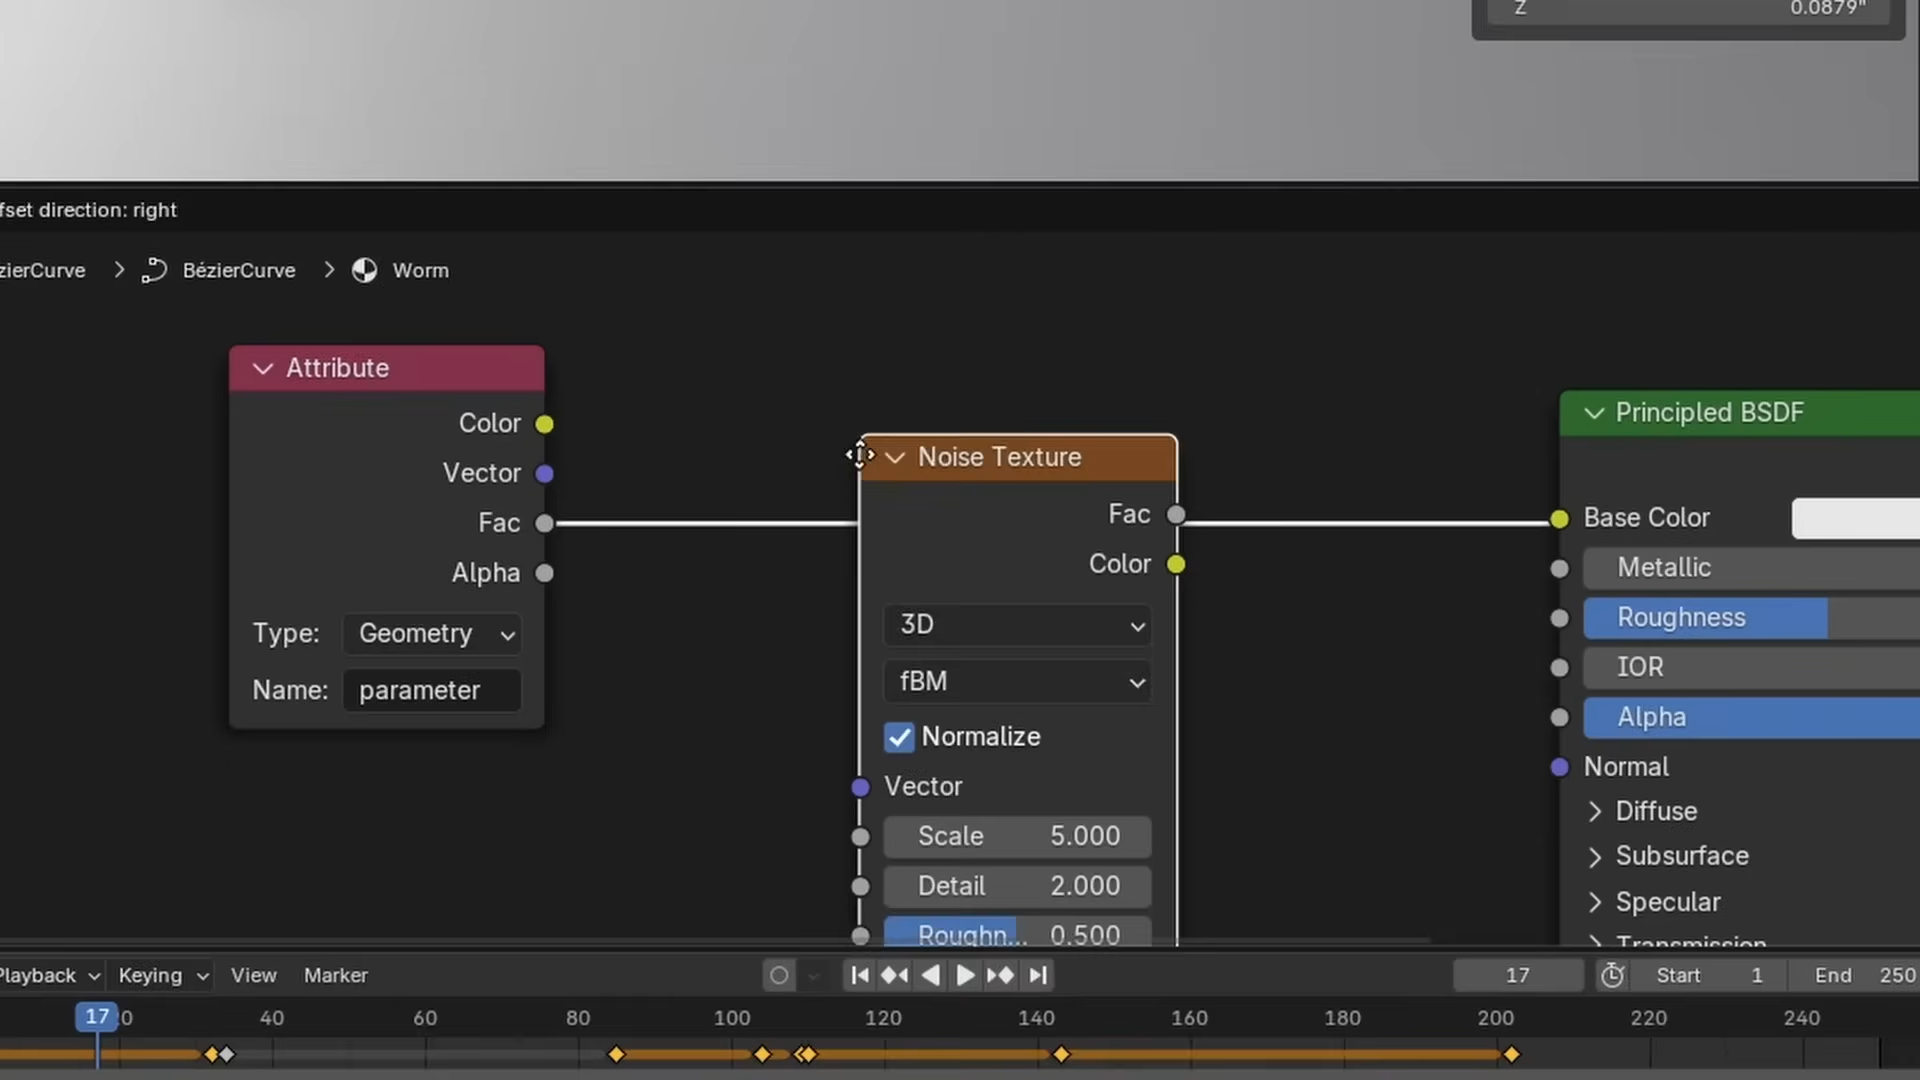 Z 0.0879"
fset direction: right
zierCurve > BézierCurve > Worm
Attribute
Color
Vector
Fac
Alpha
Type: Geometry
Name: parameter
Noise Texture
Fac
Color
3D
fBM
Normalize
Vector
Scale 5.000
Detail 2.000
Roughn... 0.500
Principled BSDF
Base Color
Metallic
Roughness
IOR
Alpha
Normal
Diffuse
Subsurface
Specular
Transmission
Playback Keying View Marker 17 Start 1 End 250
17 20 40 60 80 100 120 140 160 180 200 220 240